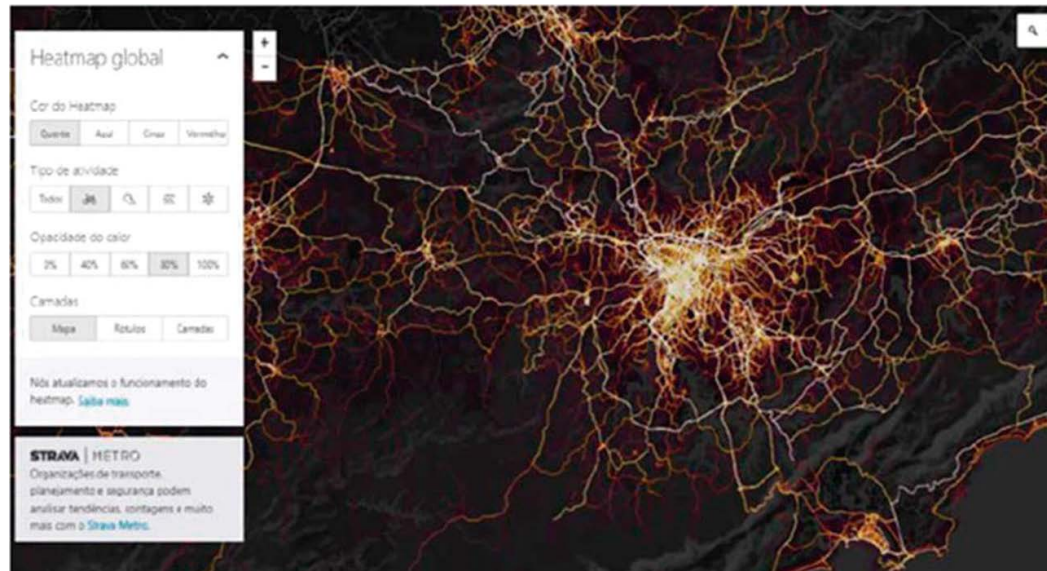 Heatmap global
Cor do Heatmap
Quente Azul Cinza Vermelha
Tipo de atividade
Todos
Opacidade do calor
40% 60% 80% 100%
Camadas
Mapa Rótulos Camadas
Nós atualizamos o funcionamento do
heatmap. Saiba mais
STRAVA | METRO
Organizações de transporte,
planejamento e segurança podem
analisar tendências, contagens e muito
mais com o Strava Metro.